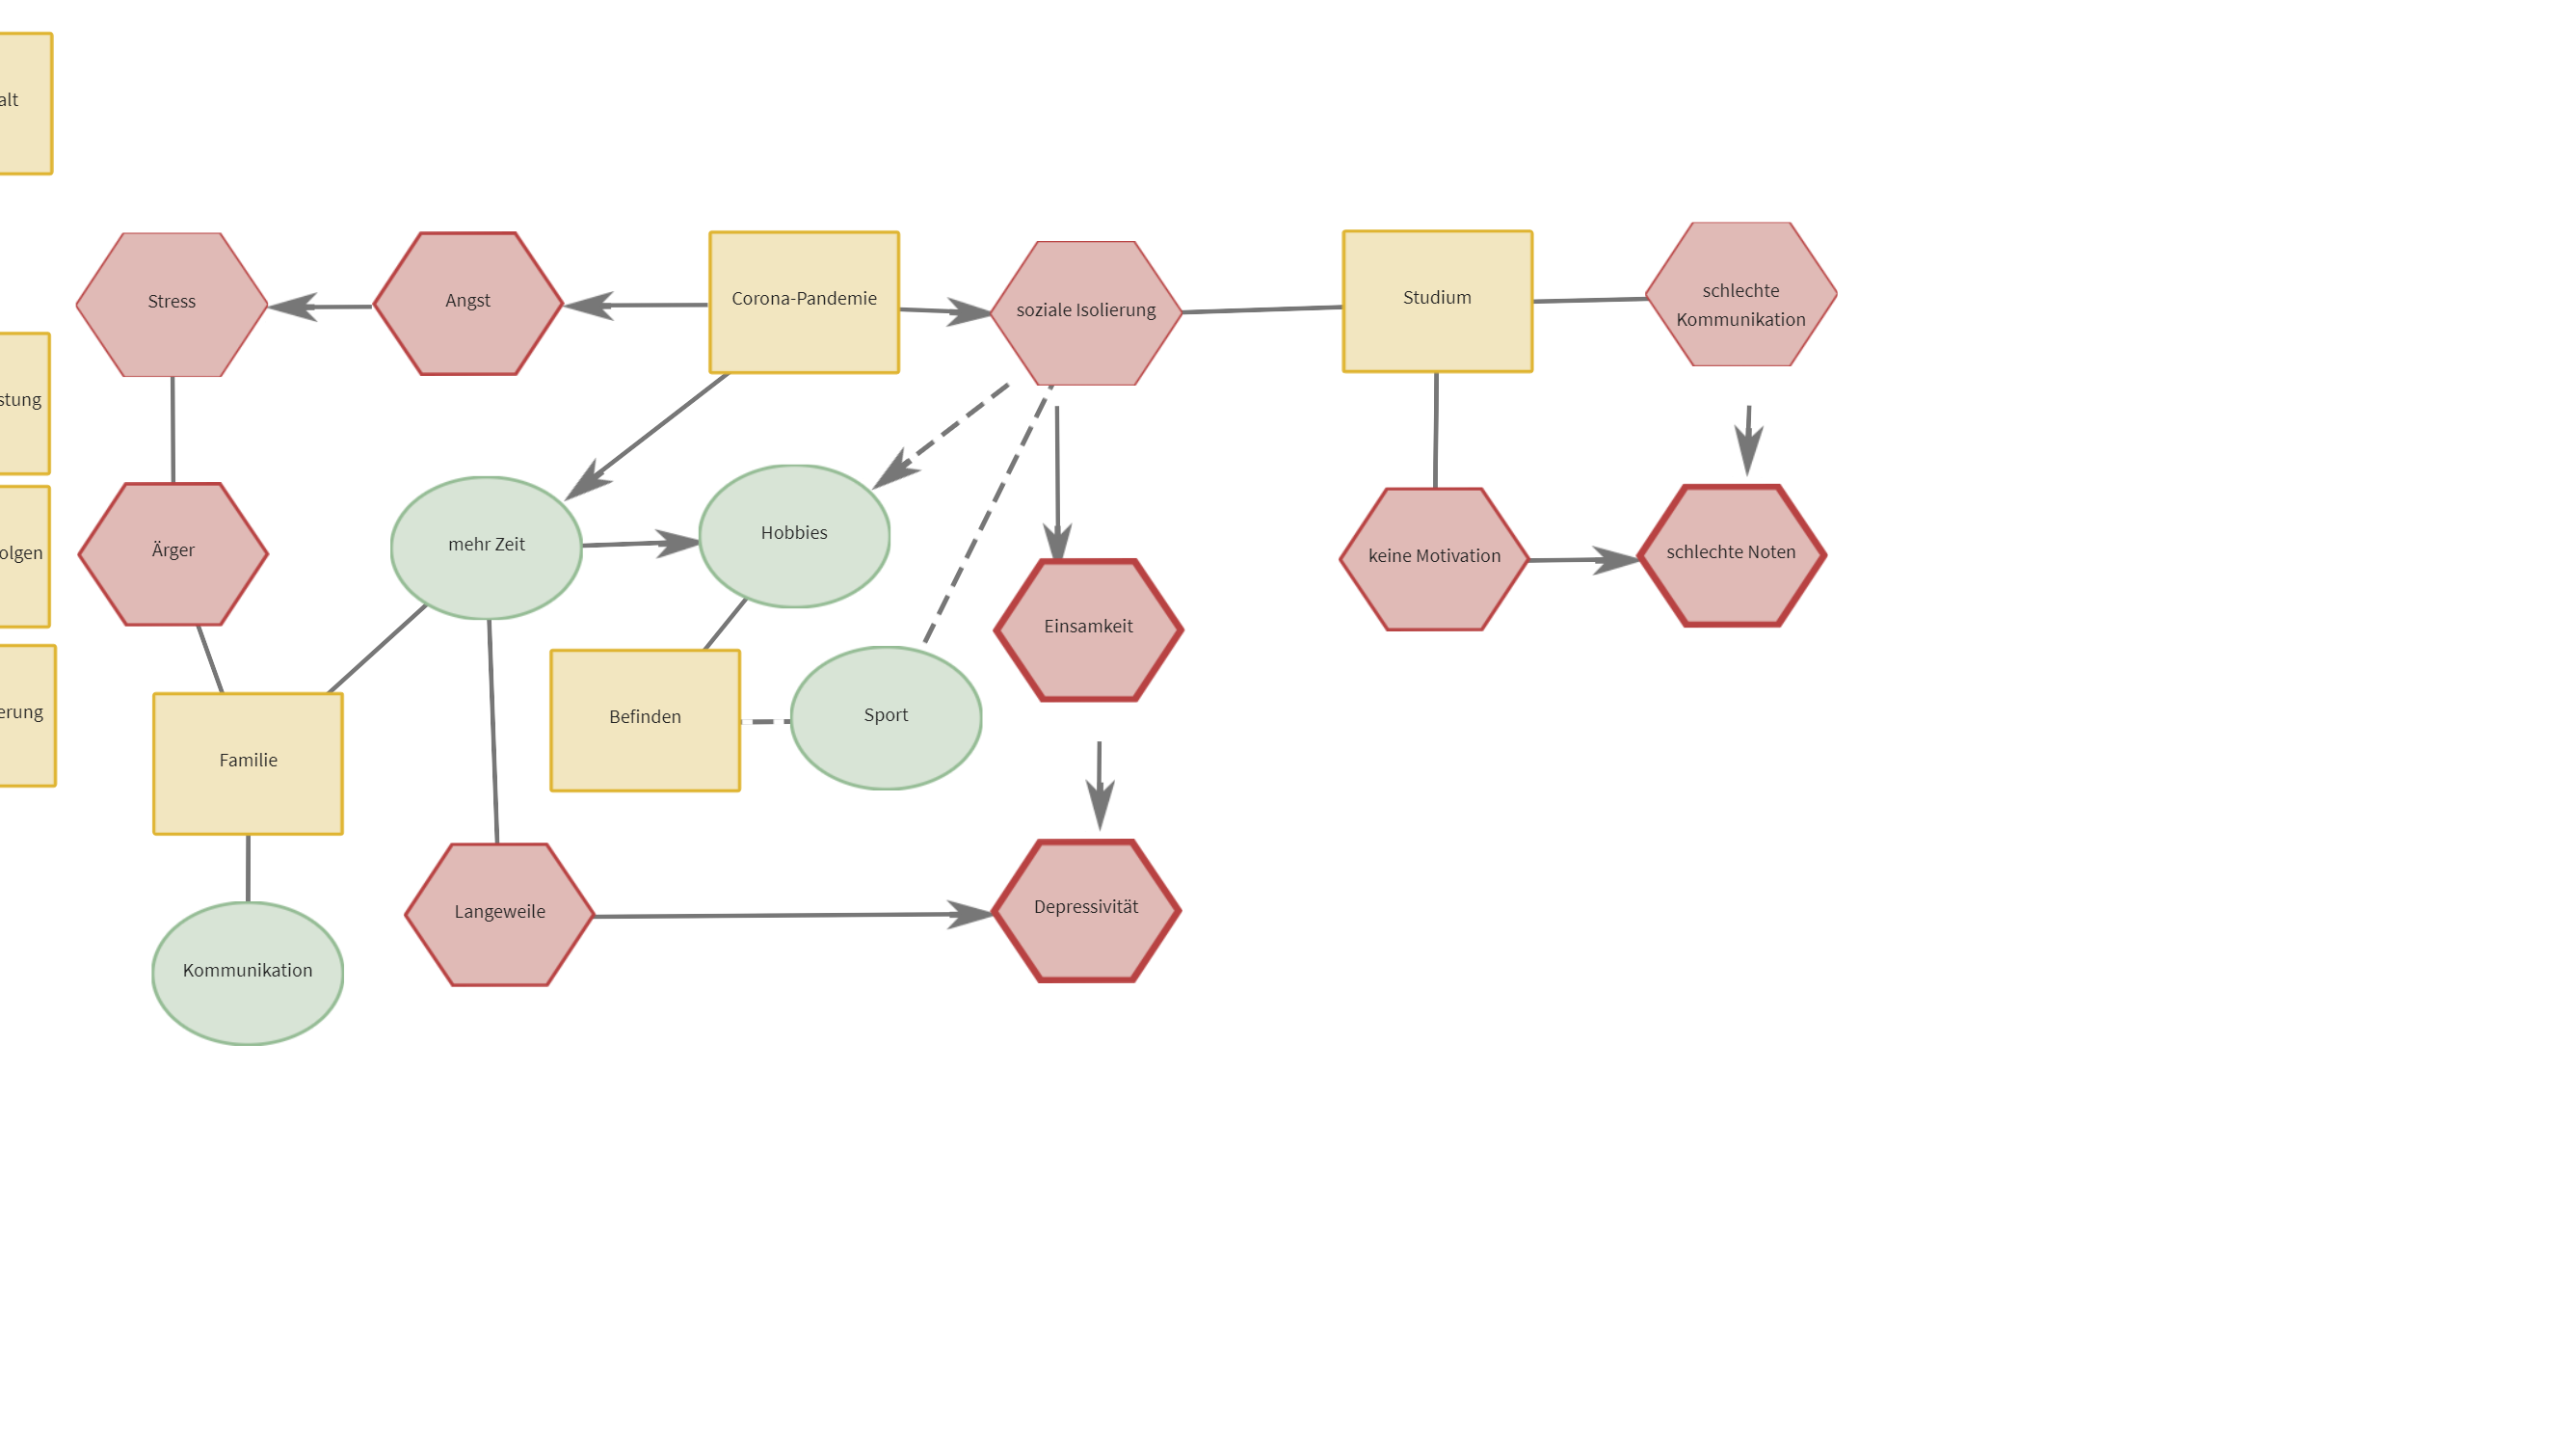 alt
Stress
Angst
Corona-Pandemie
soziale Isolierung
Studium
schlechte
Kommunikation
stung
Ärger
mehr Zeit
Hobbies
Einsamkeit
keine Motivation
schlechte Noten
olgen
erung
Familie
Befinden
Sport
Langeweile
Depressivität
Kommunikation